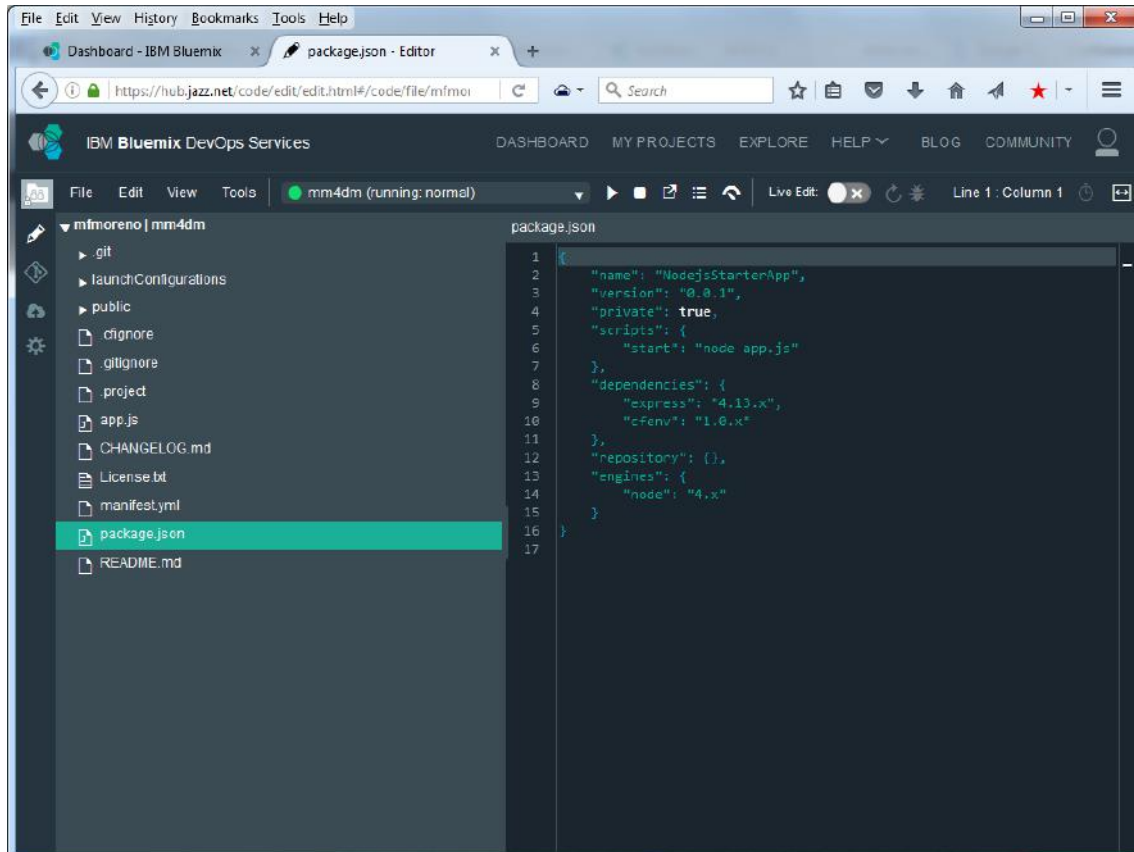 File Edit View History Bookmarks Tools Help
Dashboard - IBM Bluemix × package.json - Editor × +
https://hub.jazz.net/code/edit/edit.html#/code/file/mfmor Search
IBM Bluemix DevOps Services DASHBOARD MY PROJECTS EXPLORE HELP BLOG COMMUNITY
File Edit View Tools mm4dm (running: normal) Live Edit: Line 1 : Column 1
mfmoreno | mm4dm
.git
launchConfigurations
public
.cfignore
.gitignore
.project
app.js
CHANGELOG.md
License.txt
manifest.yml
package.json
README.md
package.json
1 {
2 "name": "NodejsStarterApp",
3 "version": "0.0.1",
4 "private": true,
5 "scripts": {
6 "start": "node app.js"
7 },
8 "dependencies": {
9 "express": "4.13.x",
10 "cfenv": "1.0.x"
11 },
12 "repository": {},
13 "engines": {
14 "node": "4.x"
15 }
16 }
17